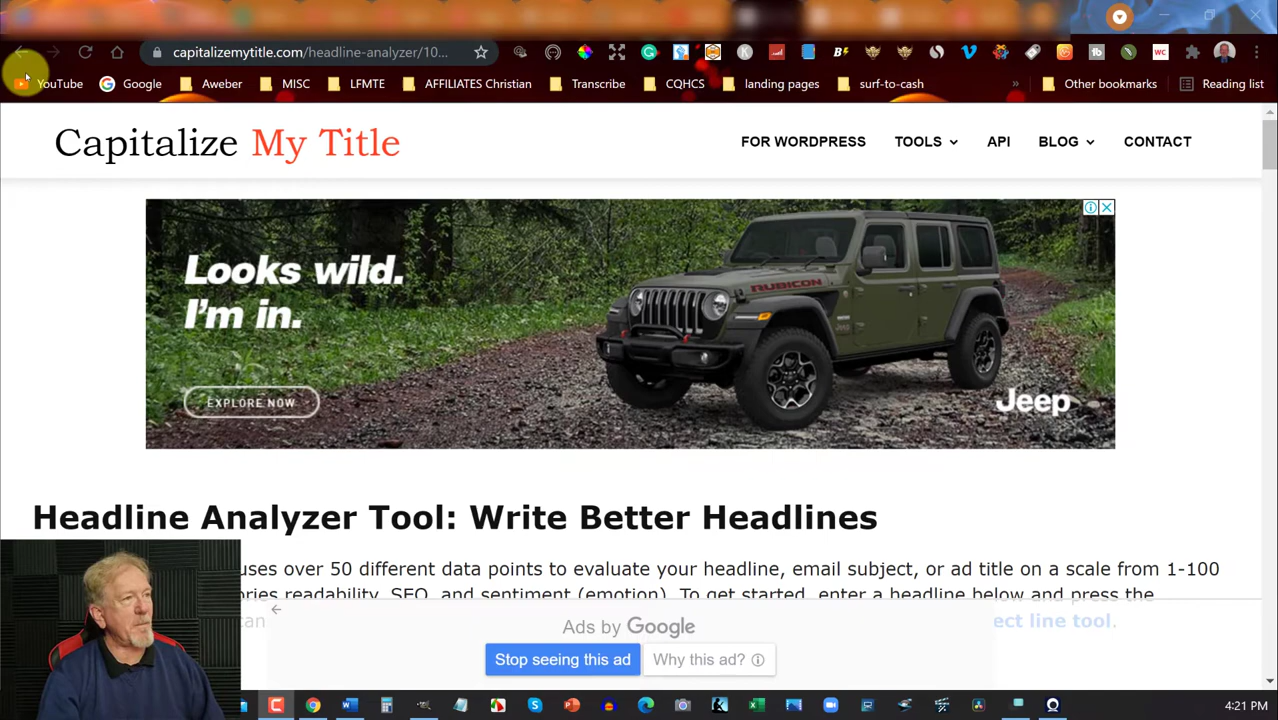 capitalizemytitle.com/headline-analyzer/10...
YouTube Google Aweber MISC LFMTE AFFILIATES Christian Transcribe CQHCS landing pages surf-to-cash » Other bookmarks Reading list
Capitalize My Title FOR WORDPRESS TOOLS API BLOG CONTACT
Looks wild.
I'm in.
RUBICON
EXPLORE NOW
Jeep
Headline Analyzer Tool: Write Better Headlines
uses over 50 different data points to evaluate your headline, email subject, or ad title on a scale from 1-100
readability, SEO, and sentiment (emotion). To get started, enter a headline below and press the
can ect line tool.
Ads by Google
Stop seeing this ad Why this ad?
4:21 PM